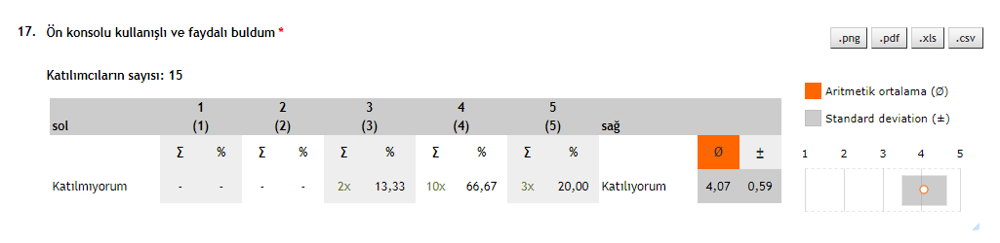 17. Ön konsolu kullanışlı ve faydalı buldum *
.png .pdf .xls .csv
Katılımcıların sayısı: 15
Aritmetik ortalama (Ø)
Standard deviation (±)
1 2 3 4 5
sol (1) (2) (3) (4) (5) sağ
Σ % Σ % Σ % Σ % Σ % Ø ±
1 2 3 4 5
Katılmıyorum - - - - 2x 13,33 10x 66,67 3x 20,00 Katılıyorum 4,07 0,59